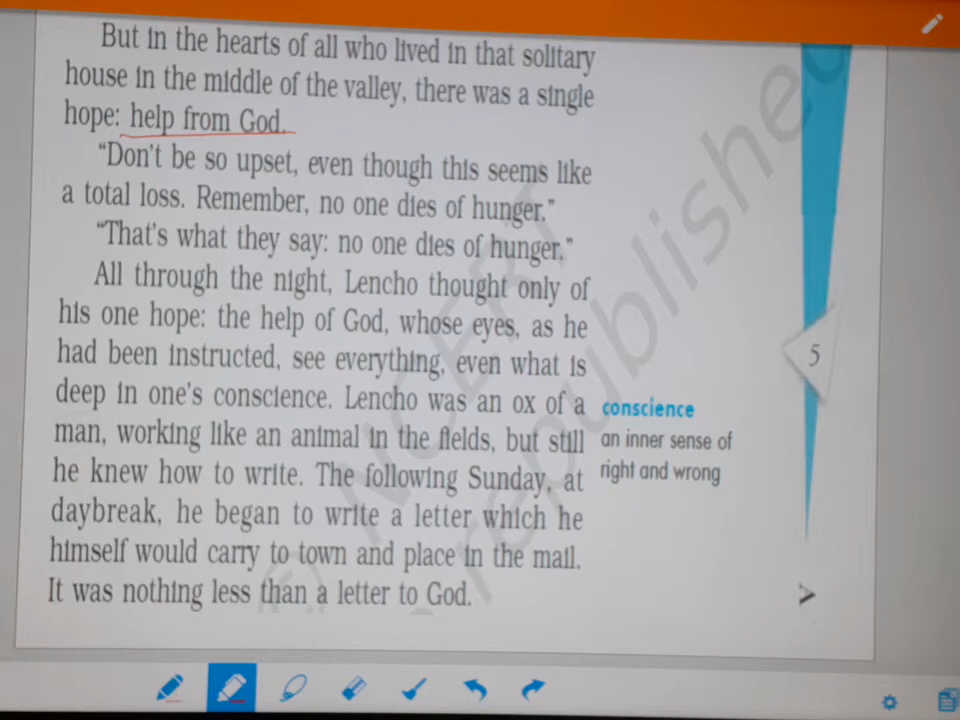 But in the hearts of all who lived in that solitary
house in the middle of the valley, there was a single
hope: help from God.
"Don't be so upset, even though this seems like
a total loss. Remember, no one dies of hunger."
"That's what they say: no one dies of hunger."
All through the night, Lencho thought only of
his one hope: the help of God, whose eyes, as he
had been instructed, see everything, even what is
deep in one's conscience. Lencho was an ox of a
man, working like an animal in the fields, but still
he knew how to write. The following Sunday, at
daybreak, he began to write a letter which he
himself would carry to town and place in the mail.
It was nothing less than a letter to God.
conscience
an inner sense of
right and wrong
5
© NCERT
republished